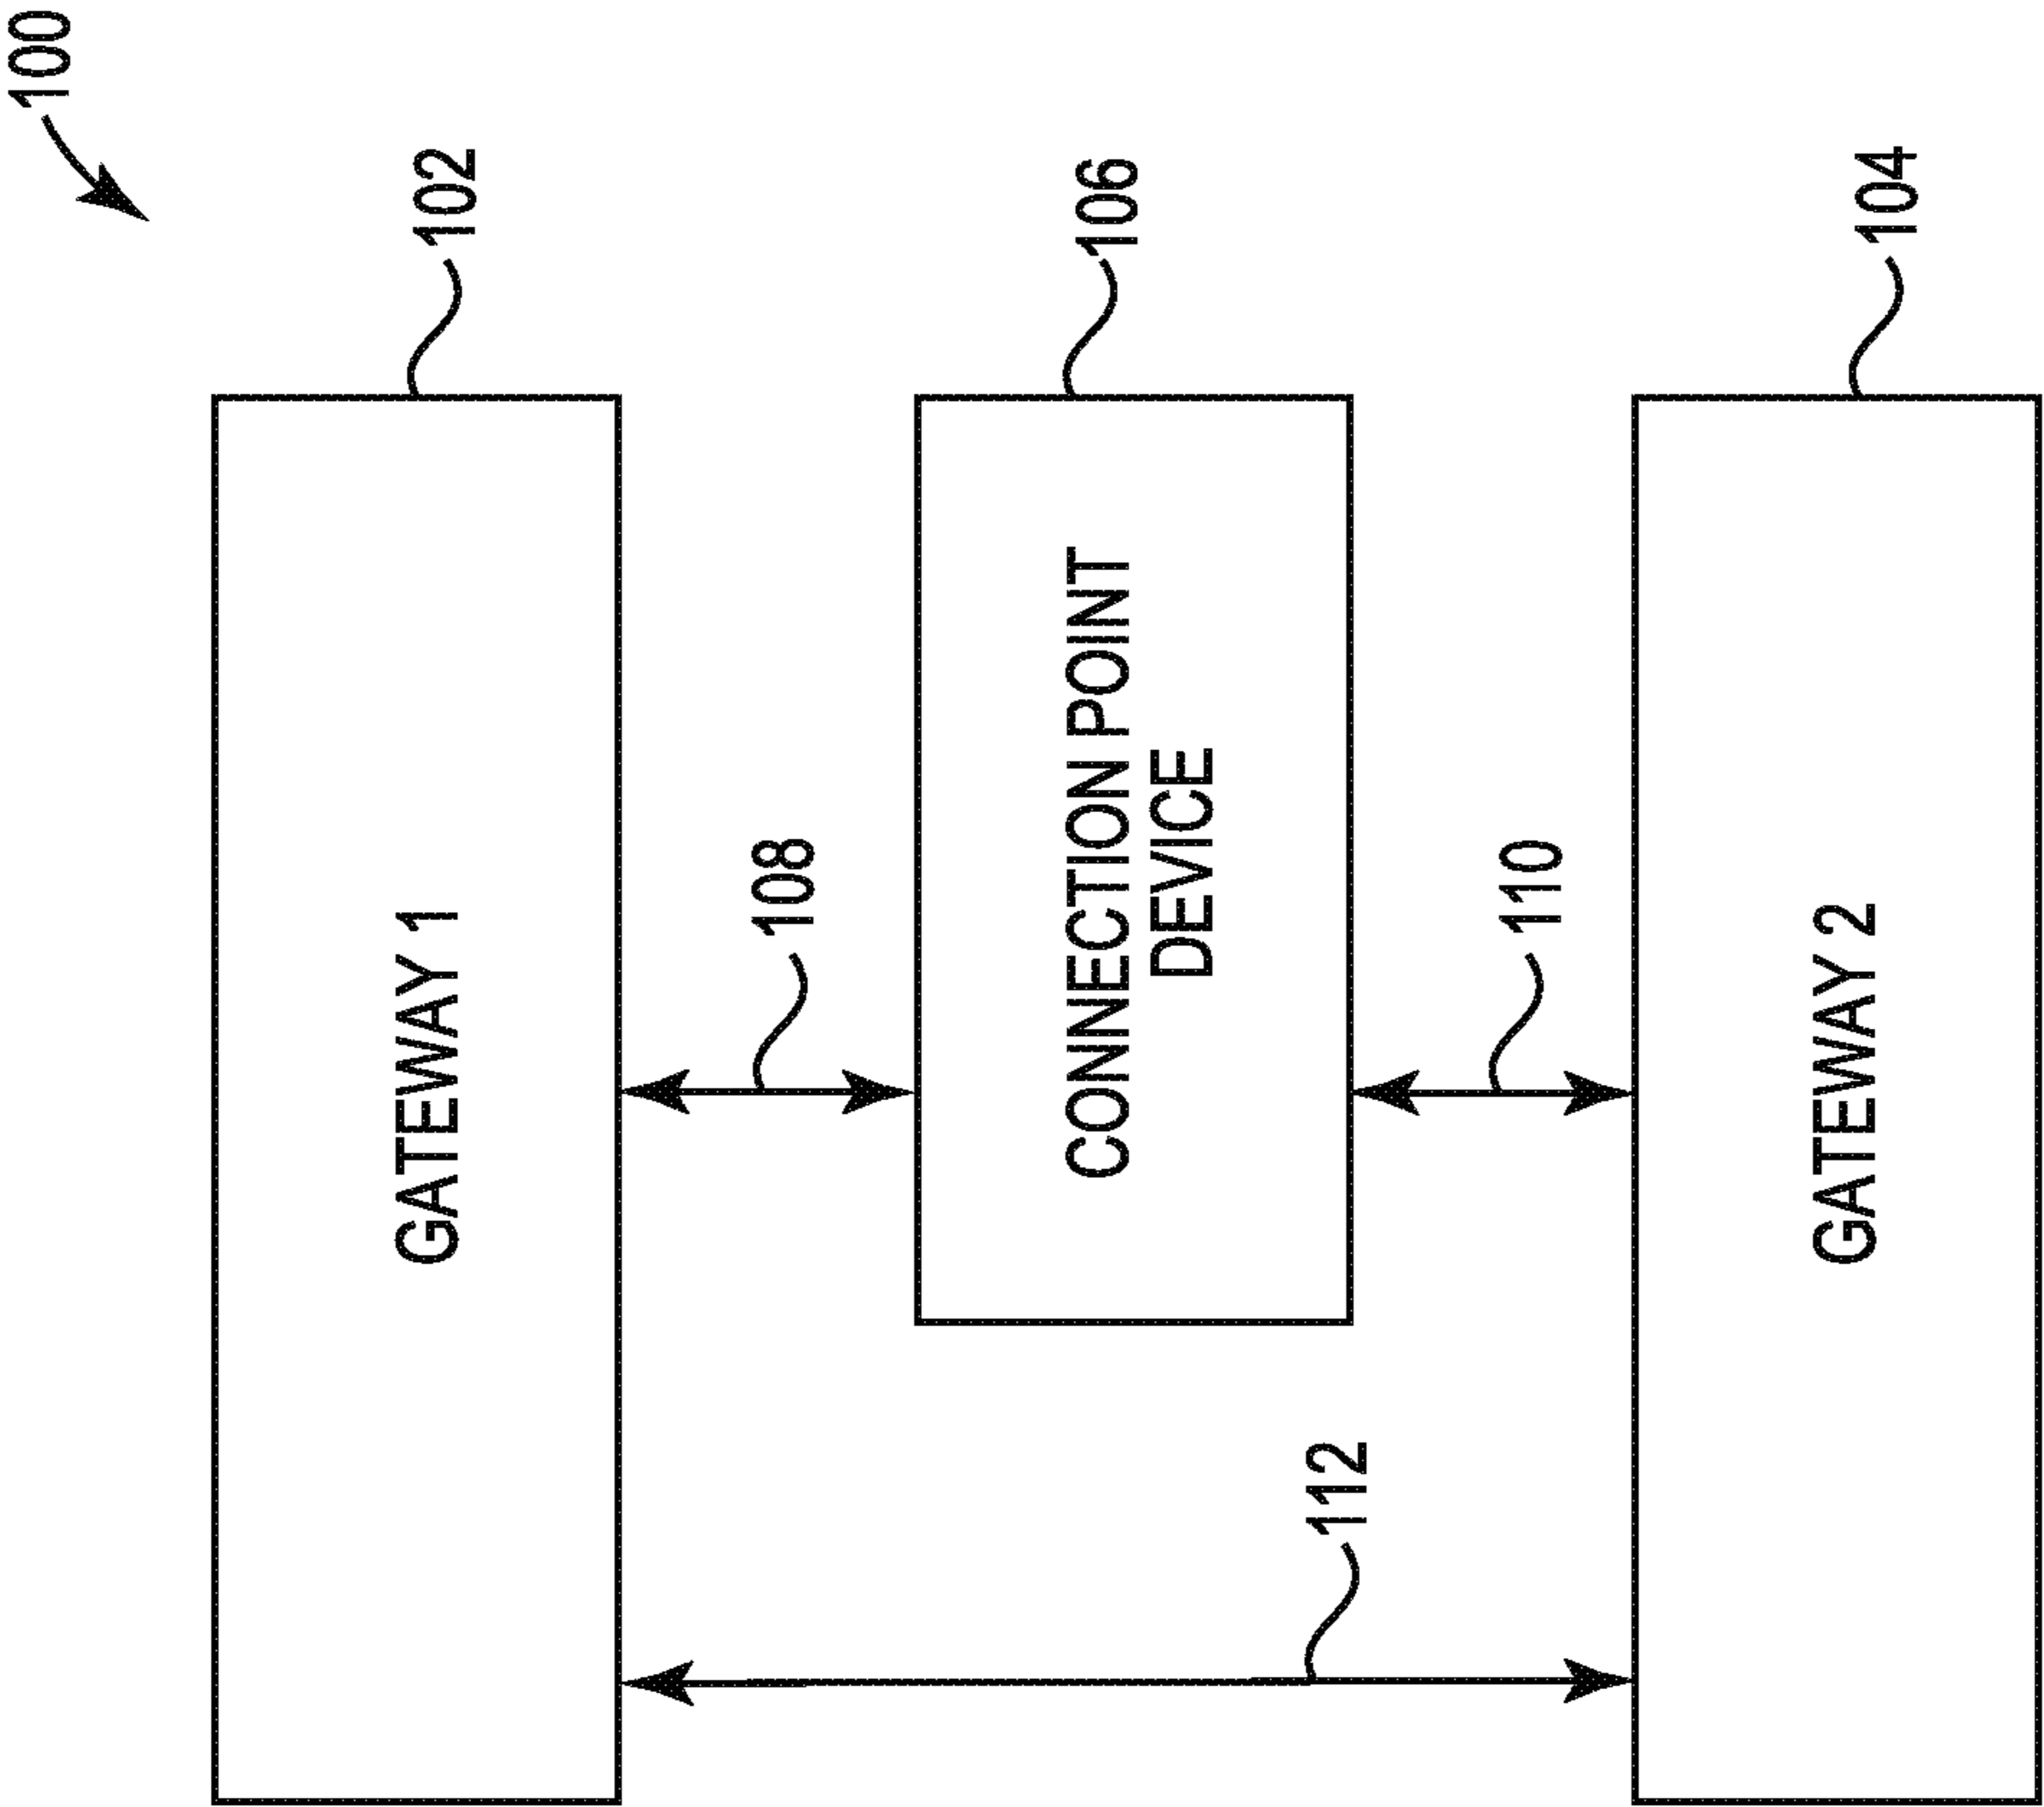 100
102
GATEWAY 1
108
106
CONNECTION POINT
DEVICE
110
112
104
GATEWAY 2